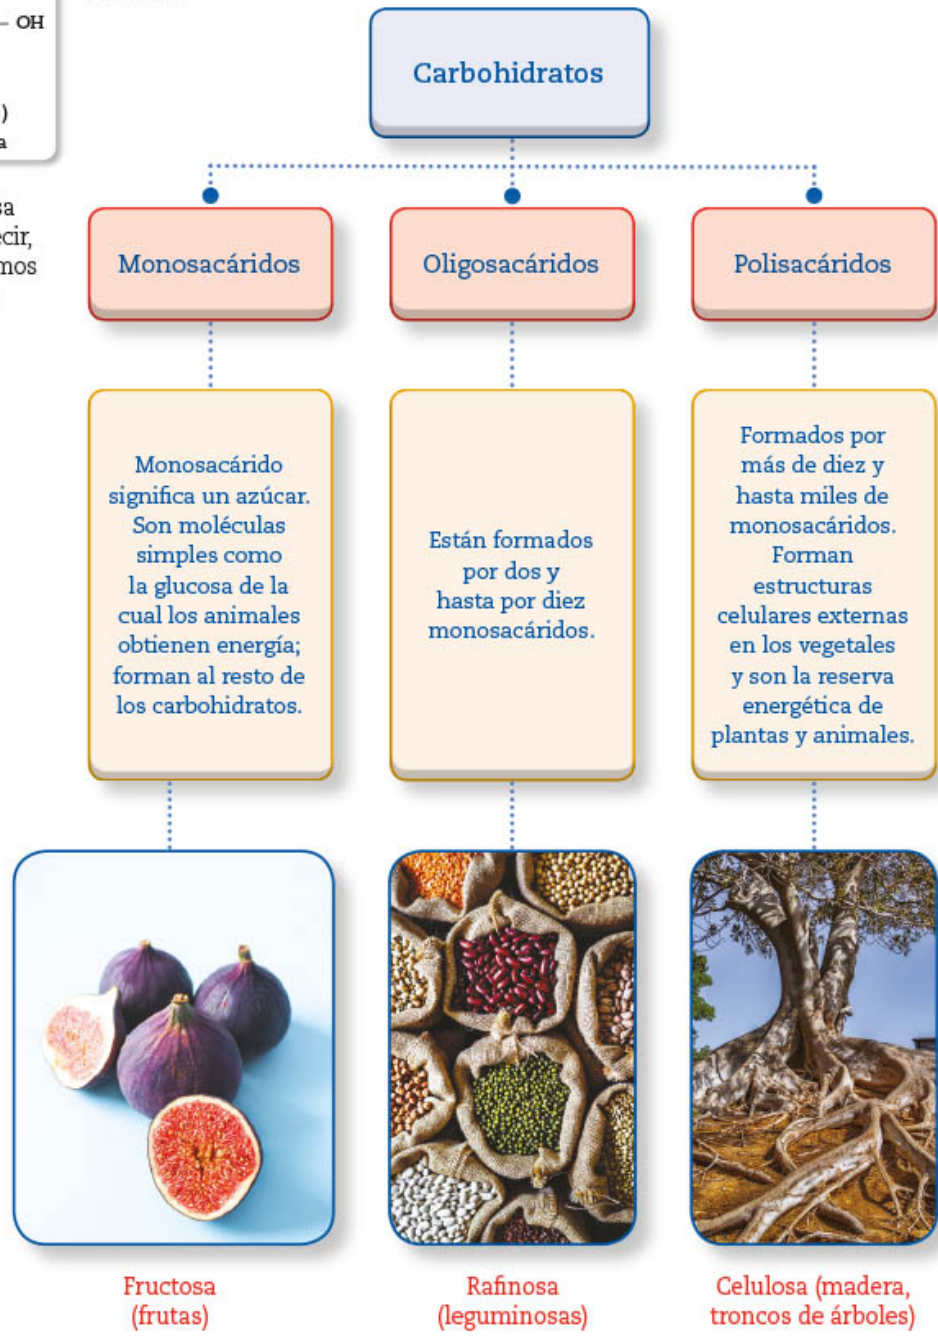 OH
)
a
sa
cir,
mos
Carbohidratos
Monosacáridos
Oligosacáridos
Polisacáridos
Monosacárido
significa un azúcar.
Son moléculas
simples como
la glucosa de la
cual los animales
obtienen energía;
forman al resto de
los carbohidratos.
Están formados
por dos y
hasta por diez
monosacáridos.
Formados por
más de diez y
hasta miles de
monosacáridos.
Forman
estructuras
celulares externas
en los vegetales
y son la reserva
energética de
plantas y animales.
Fructosa
(frutas)
Rafinosa
(leguminosas)
Celulosa (madera,
troncos de árboles)